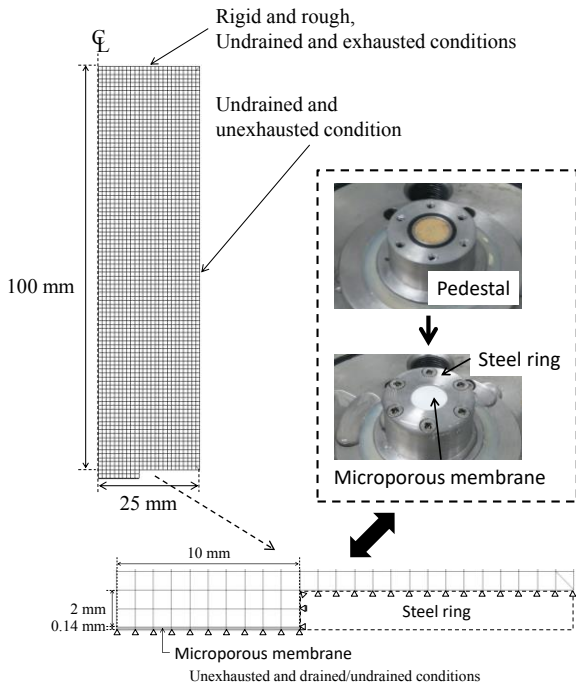 Rigid and rough,
Undrained and exhausted conditions
℄
Undrained and
unexhausted condition
100 mm
25 mm
Pedestal
Steel ring
Microporous membrane
10 mm
2 mm
0.14 mm
Steel ring
Microporous membrane
Unexhausted and drained/undrained conditions